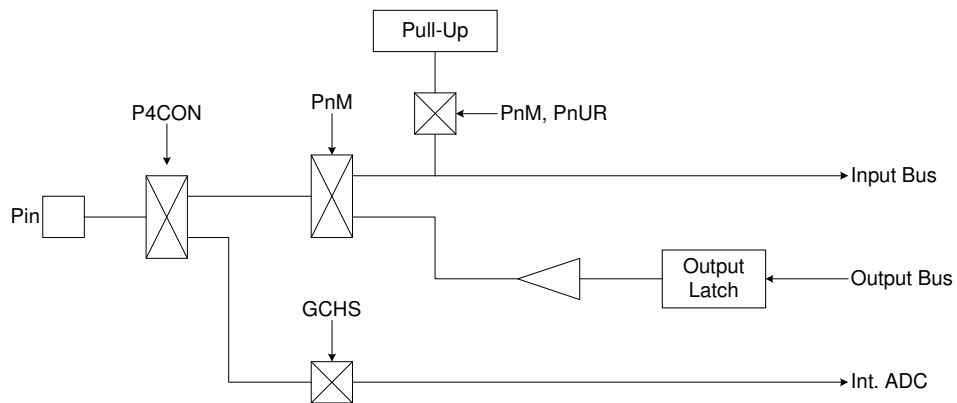 Pull-Up
PnM
PnM, PnUR
P4CON
Input Bus
Pin
Output
Latch
Output Bus
GCHS
Int. ADC